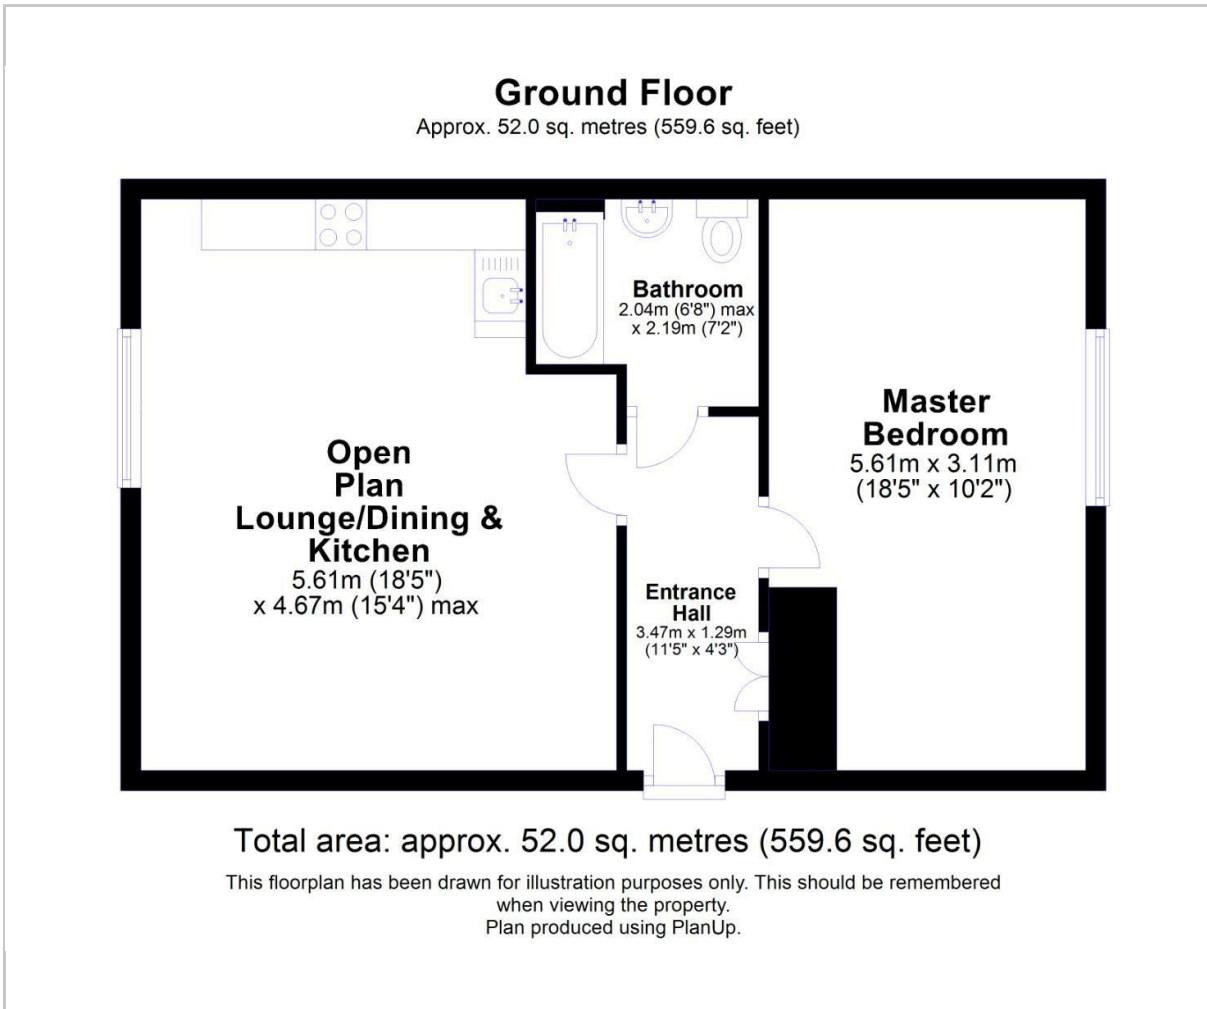 Ground Floor
Approx. 52.0 sq. metres (559.6 sq. feet)
Bathroom
2.04m (6'8") max
x 2.19m (7'2")
Master
Bedroom
5.61m x 3.11m
(18'5" x 10'2")
Open
Plan
Lounge/Dining &
Kitchen
5.61m (18'5")
x 4.67m (15'4") max
Entrance
Hall
3.47m x 1.29m
(11'5" x 4'3")
Total area: approx. 52.0 sq. metres (559.6 sq. feet)
This floorplan has been drawn for illustration purposes only. This should be remembered
when viewing the property.
Plan produced using PlanUp.